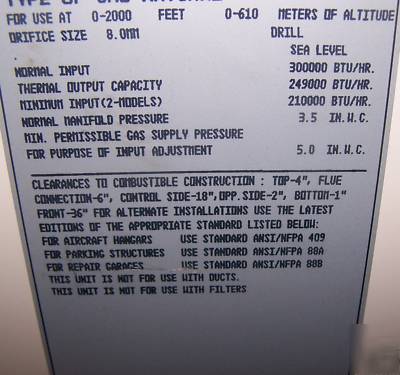 TYPE OF GAS NATURAL
FOR USE AT 0-2000 FEET 0-610 METERS OF ALTITUDE
ORIFICE SIZE 8.0MM DRILL
SEA LEVEL
NORMAL INPUT 300000 BTU/HR.
THERMAL OUTPUT CAPACITY 249000 BTU/HR.
MINIMUM INPUT(2-MODELS) 210000 BTU/HR.
NORMAL MANIFOLD PRESSURE 3.5 IN.W.C.
MIN. PERMISSIBLE GAS SUPPLY PRESSURE
FOR PURPOSE OF INPUT ADJUSTMENT 5.0 IN.W.C.
CLEARANCES TO COMBUSTIBLE CONSTRUCTION : TOP-4", FLUE
CONNECTION-6", CONTROL SIDE-18",OPP.SIDE-2", BOTTOM-1"
FRONT-36" FOR ALTERNATE INSTALLATIONS USE THE LATEST
EDITIONS OF THE APPROPRIATE STANDARD LISTED BELOW:
FOR AIRCRAFT HANGARS USE STANDARD ANSI/NFPA 409
FOR PARKING STRUCTURES USE STANDARD ANSI/NFPA 88A
FOR REPAIR GARAGES USE STANDARD ANSI/NFPA 88B
THIS UNIT IS NOT FOR USE WITH DUCTS.
THIS UNIT IS NOT FOR USE WITH FILTERS